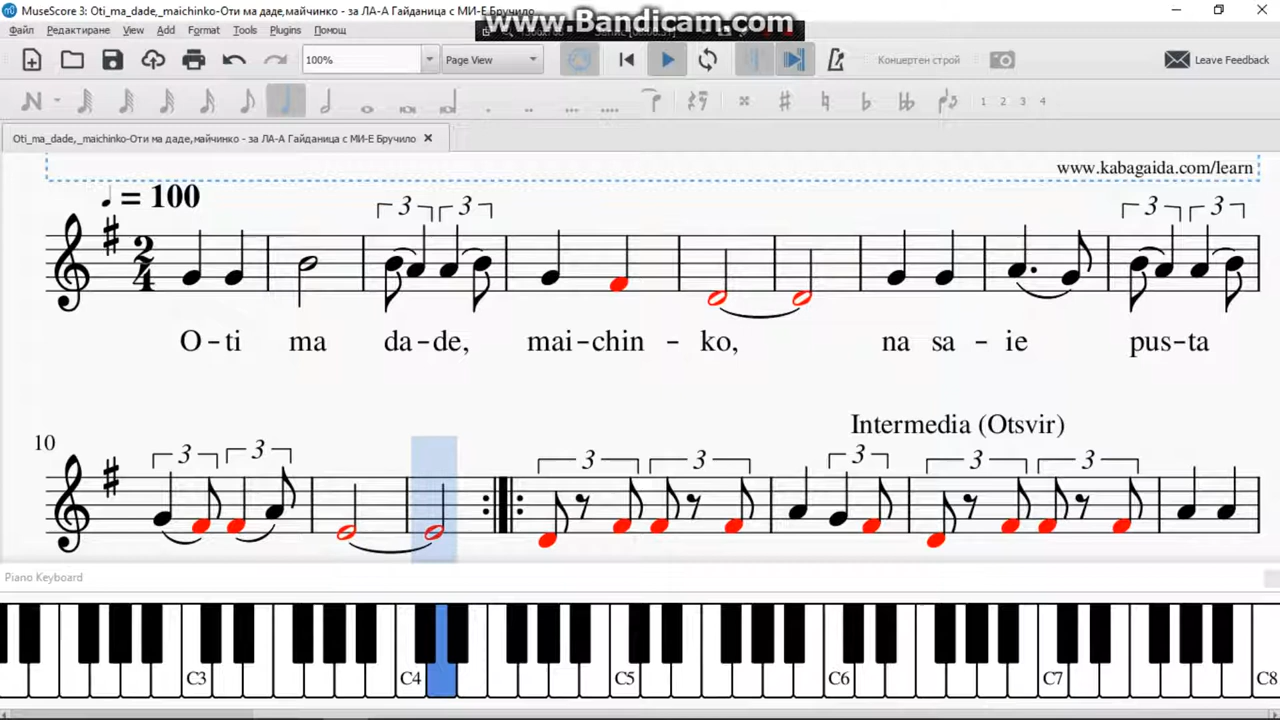 MuseScore 3: Oti_ma_dade,_maichinko-Оти ма даде,майчинко - за ЛА-А Гайданица с МИ-Е Бручило
www.Bandicam.com
Файл Редактиране View Add Format Tools Plugins Помощ
100% Page View Концертен строй Leave Feedback
1 2 3 4
Oti_ma_dade,_maichinko-Оти ма даде,майчинко - за ЛА-А Гайданица с МИ-Е Бручило
www.kabagaida.com/learn
= 100
3 3 3 3
2
4
O-ti ma da-de, mai-chin - ko, na sa - ie pus-ta
Intermedia (Otsvir)
10
3 3 3 3 3 3 3
Piano Keyboard
C3 C4 C5 C6 C7 C8